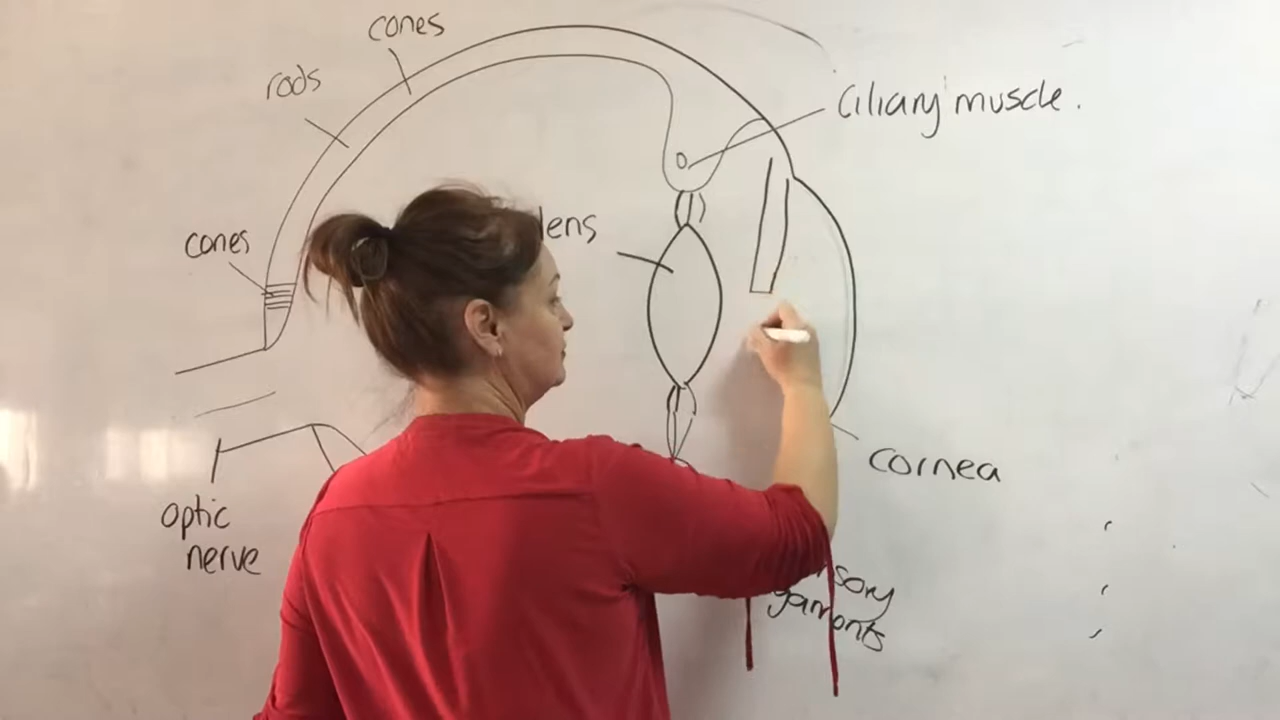 cones
rods
Ciliary muscle.
cones
lens
cornea
optic
nerve